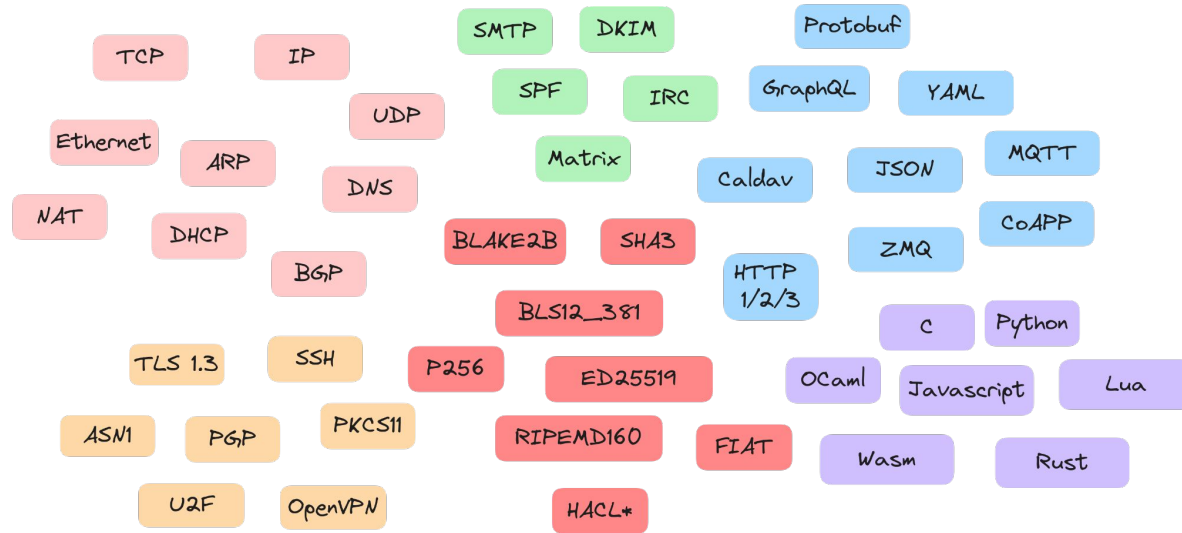 TCP
IP
UDP
Ethernet
ARP
DNS
NAT
DHCP
BGP
SMTP
DKIM
SPF
IRC
Matrix
Protobuf
GraphQL
YAML
Caldav
JSON
MQTT
CoAPP
ZMQ
HTTP
1/2/3
BLAKE2B
SHA3
BLS12_381
P256
ED25519
RIPEMD160
FIAT
HACL*
TLS 1.3
SSH
ASN1
PGP
PKCS11
U2F
OpenVPN
C
Python
OCaml
Javascript
Lua
Wasm
Rust